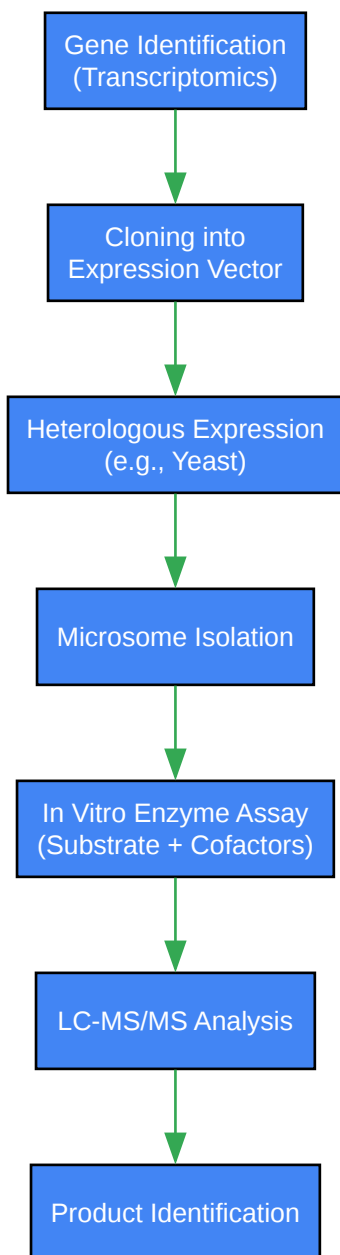 Gene Identification
(Transcriptomics)
Cloning into
Expression Vector
Heterologous Expression
(e.g., Yeast)
Microsome Isolation
In Vitro Enzyme Assay
(Substrate + Cofactors)
LC-MS/MS Analysis
Product Identification